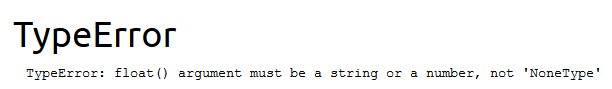 TypeError
TypeError: float() argument must be a string or a number, not 'NoneType'